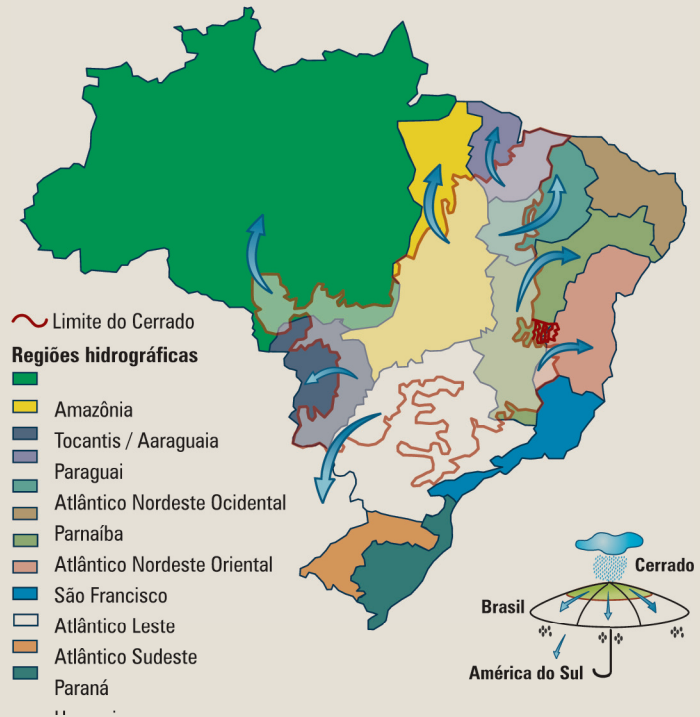 Limite do Cerrado
Regiões hidrográficas
Amazônia
Tocantis / Aaraguaia
Paraguai
Atlântico Nordeste Ocidental
Parnaíba
Atlântico Nordeste Oriental
São Francisco
Atlântico Leste
Atlântico Sudeste
Paraná
Cerrado
Brasil
América do Sul